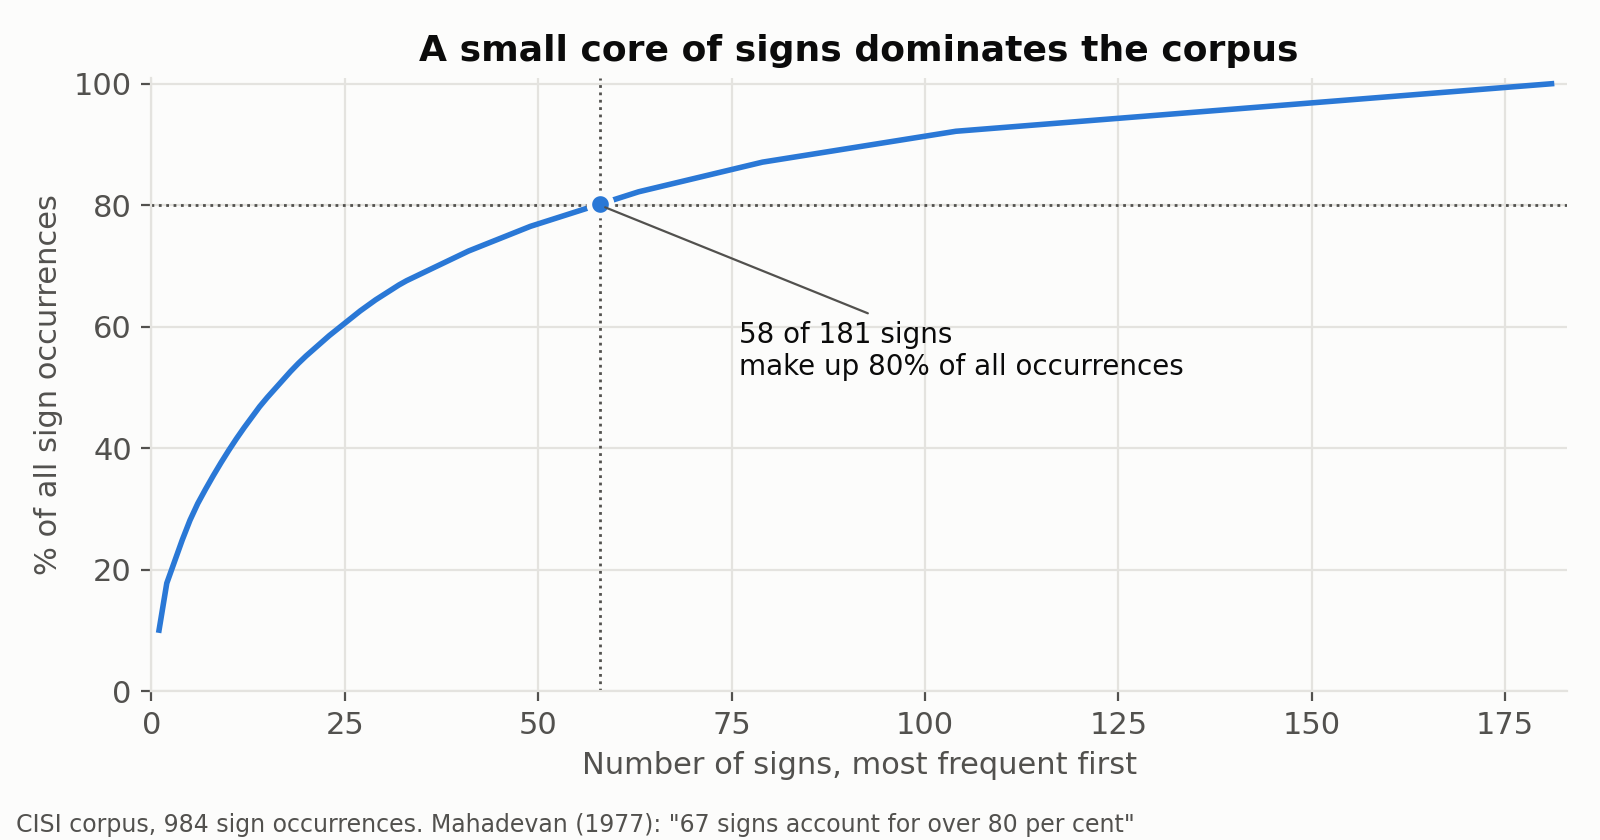 A small core of signs dominates the corpus
100
80
60
40
20
0
% of all sign occurrences
58 of 181 signs
make up 80% of all occurrences
0 25 50 75 100 125 150 175
Number of signs, most frequent first
CISI corpus, 984 sign occurrences. Mahadevan (1977): "67 signs account for over 80 per cent"